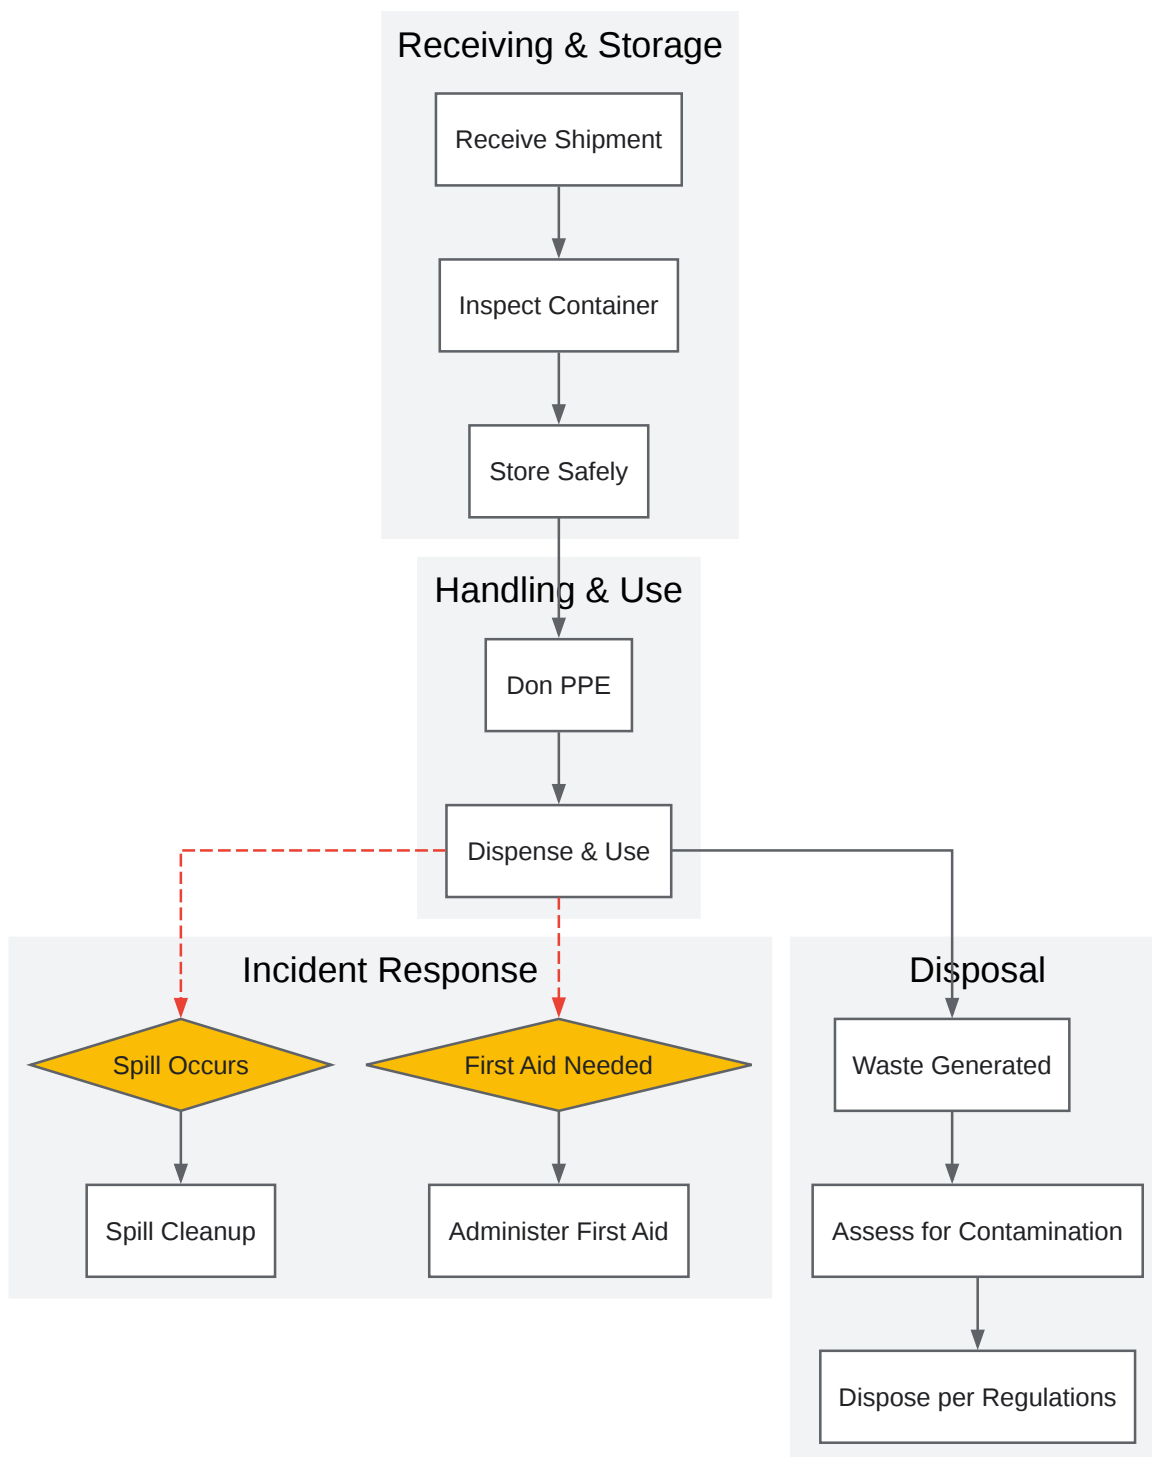 Receiving & Storage
Receive Shipment
Inspect Container
Store Safely
Handling & Use
Don PPE
Dispense & Use
Incident Response
Disposal
Spill Occurs
First Aid Needed
Waste Generated
Spill Cleanup
Administer First Aid
Assess for Contamination
Dispose per Regulations